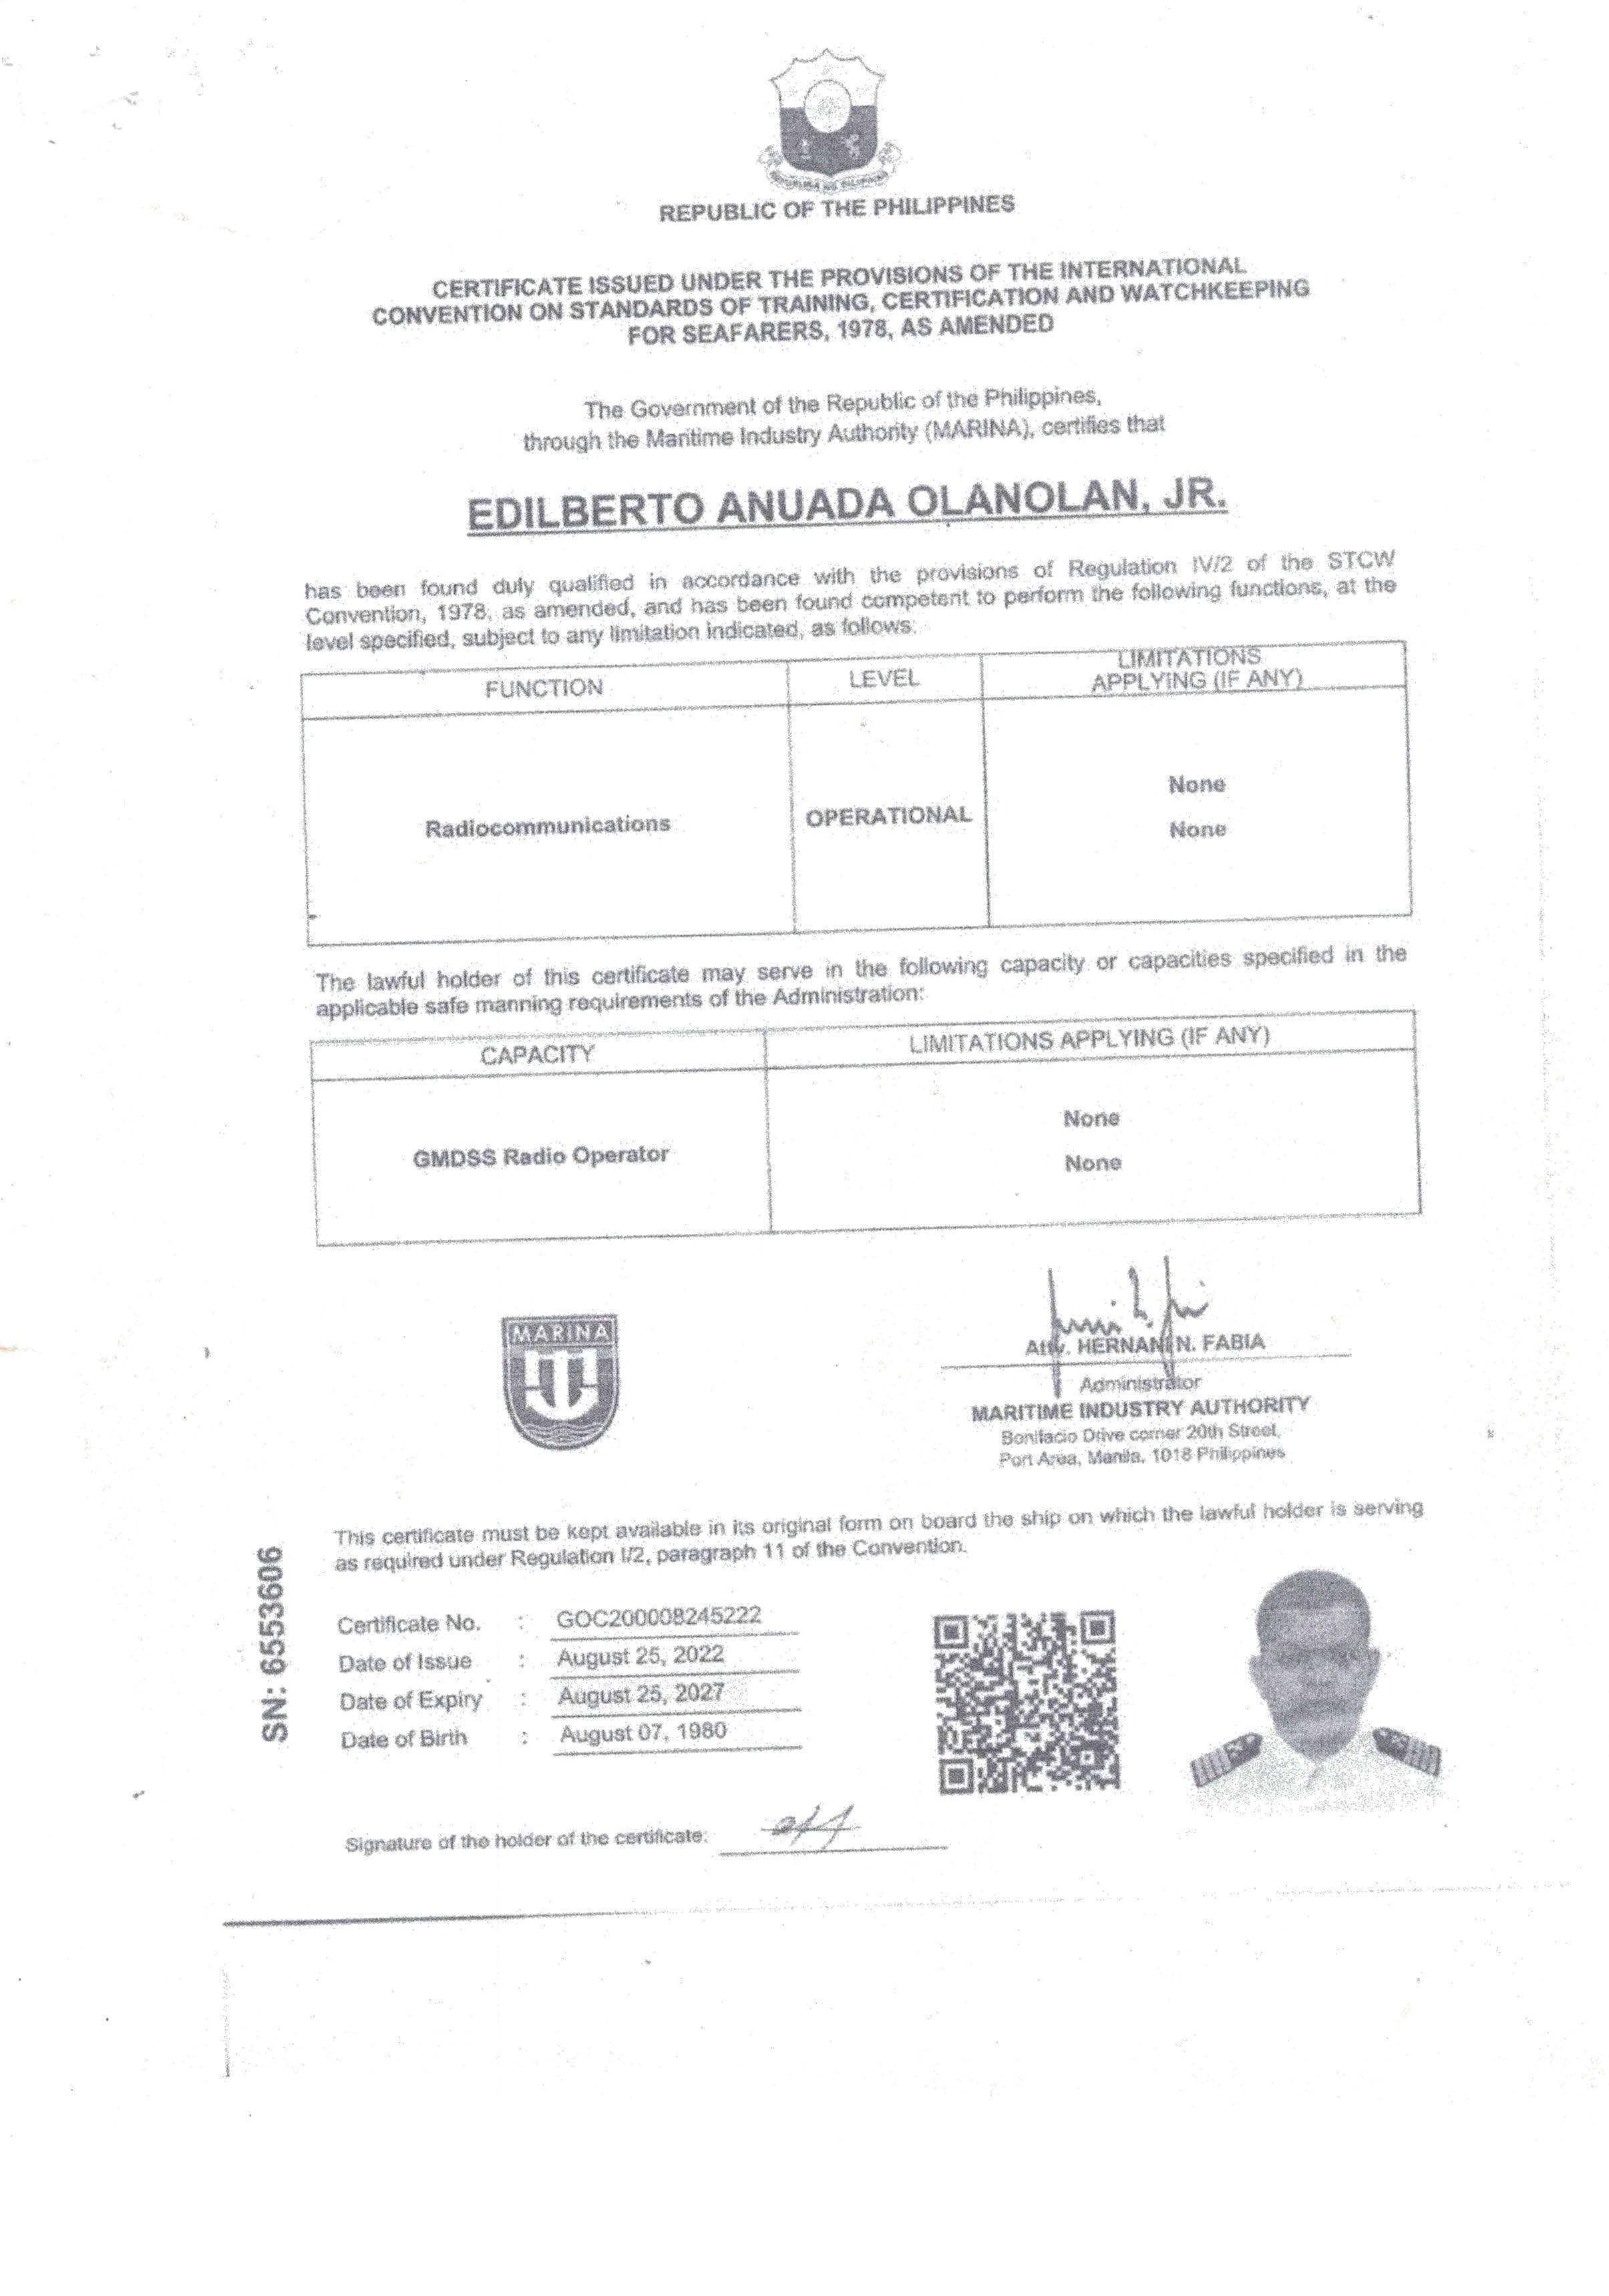 REPUBLIKA NG PILIPINAS
REPUBLIC OF THE PHILIPPINES
CERTIFICATE ISSUED UNDER THE PROVISIONS OF THE INTERNATIONAL
CONVENTION ON STANDARDS OF TRAINING, CERTIFICATION AND WATCHKEEPING
FOR SEAFARERS, 1978, AS AMENDED
The Government of the Republic of the Philippines,
through the Maritime Industry Authority (MARINA), certifies that
EDILBERTO ANUADA OLANOLAN, JR.
has been found duly qualified in accordance with the provisions of Regulation IV/2 of the STCW
Convention, 1978, as amended, and has been found competent to perform the following functions, at the
level specified, subject to any limitation indicated, as follows:
FUNCTION LEVEL LIMITATIONS
APPLYING (IF ANY)
Radiocommunications OPERATIONAL None
None
The lawful holder of this certificate may serve in the following capacity or capacities specified in the
applicable safe manning requirements of the Administration:
CAPACITY LIMITATIONS APPLYING (IF ANY)
GMDSS Radio Operator None
None
MARINA
Atty. HERNANI N. FABIA
Administrator
MARITIME INDUSTRY AUTHORITY
Bonifacio Drive corner 20th Street,
Port Area, Manila, 1018 Philippines
This certificate must be kept available in its original form on board the ship on which the lawful holder is serving
as required under Regulation I/2, paragraph 11 of the Convention.
SN: 6553606
Certificate No. : GOC200008245222
Date of Issue : August 25, 2022
Date of Expiry : August 25, 2027
Date of Birth : August 07, 1980
Signature of the holder of the certificate: